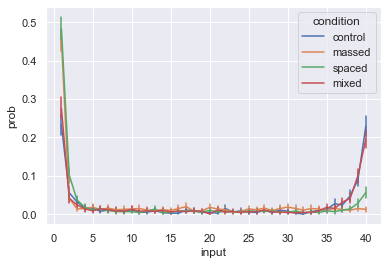 condition
control
massed
spaced
mixed
prob
0.5
0.4
0.3
0.2
0.1
0.0
0 5 10 15 20 25 30 35 40
input